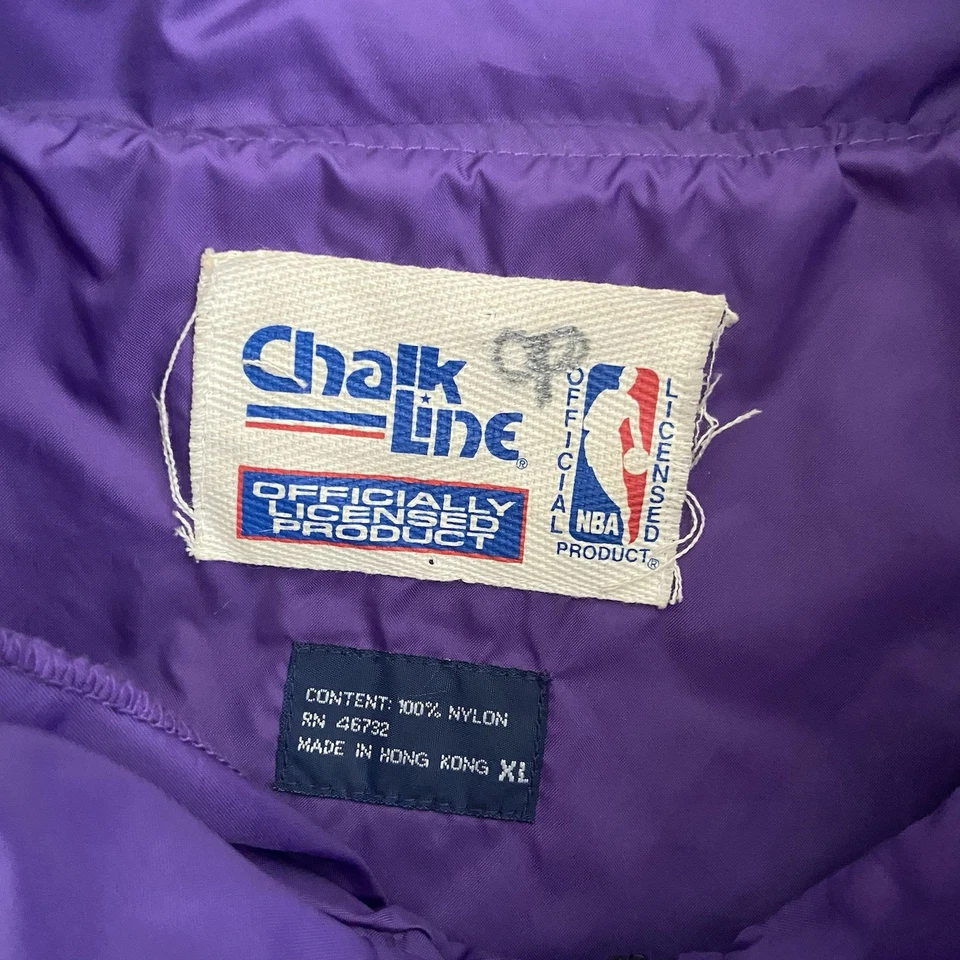 Chalk
Line®
OFFICIALLY
LICENSED
PRODUCT
OFFICIAL
NBA
LICENSED
PRODUCT®
CONTENT: 100% NYLON
RN 46732
MADE IN HONG KONG XL